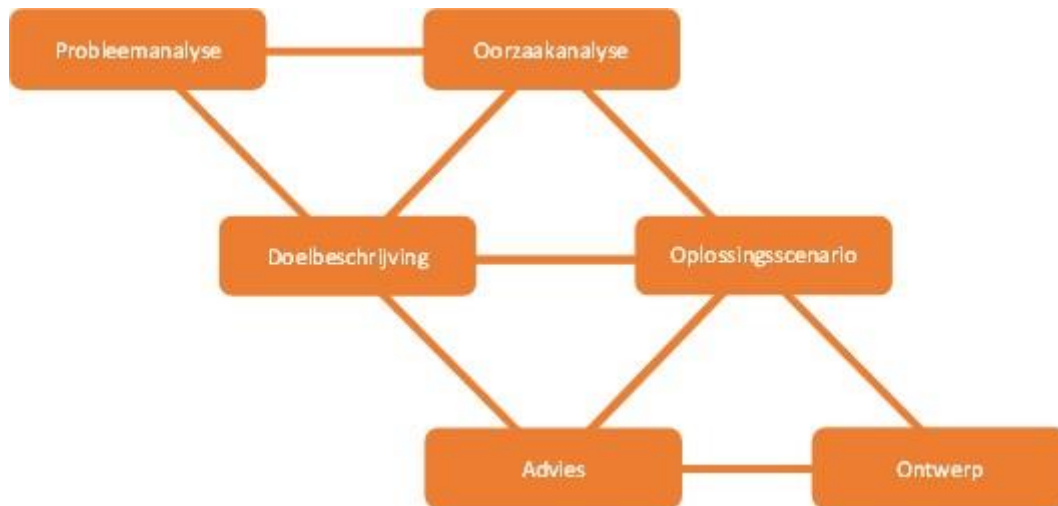 Probleemanalyse
Oorzaakanalyse
Doelbeschrijving
Oplossingsscenario
Advies
Ontwerp